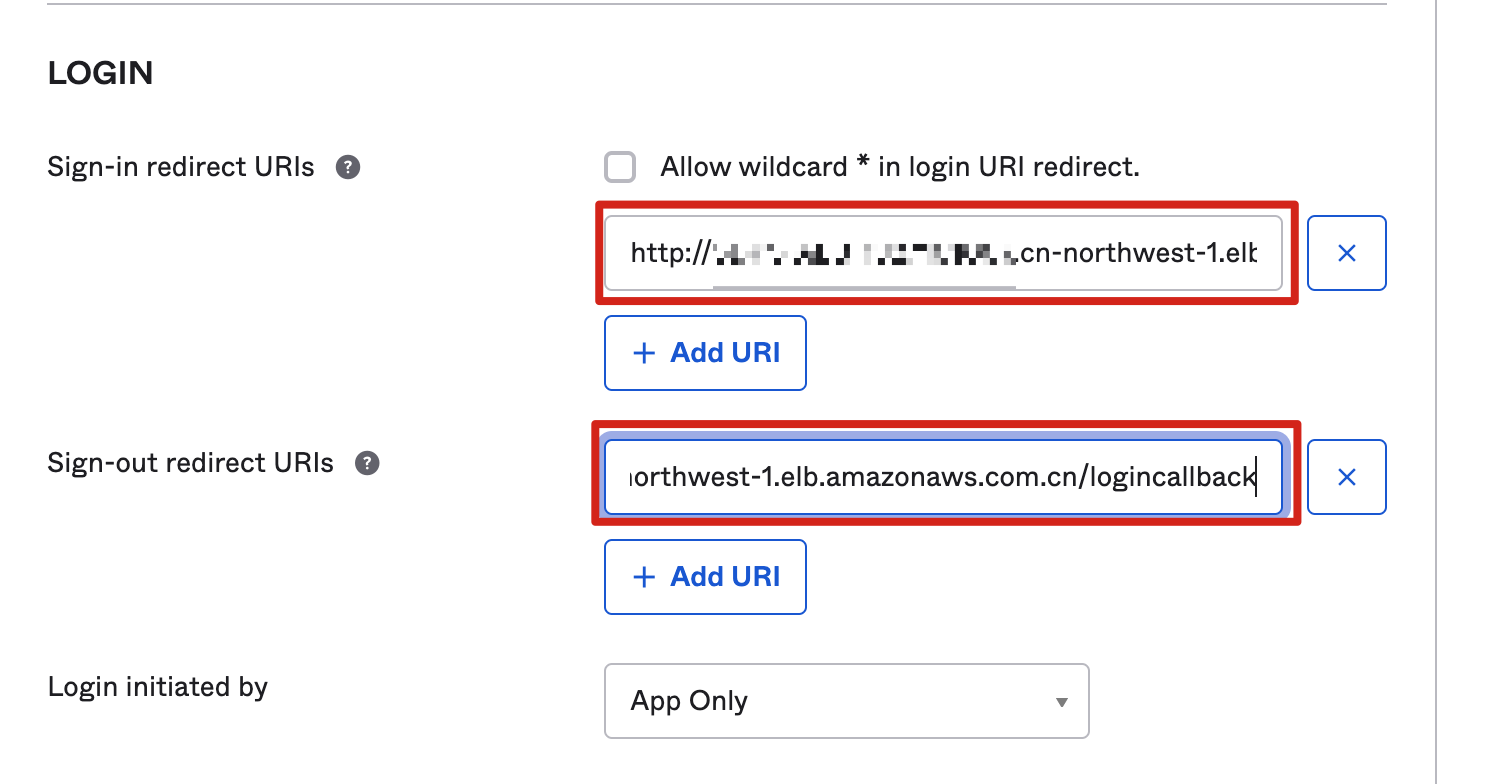 LOGIN
Sign-in redirect URIs ?
Allow wildcard * in login URI redirect.
http:// .cn-northwest-1.elb
×
+ Add URI
Sign-out redirect URIs ?
northwest-1.elb.amazonaws.com.cn/logincallback
×
+ Add URI
Login initiated by
App Only